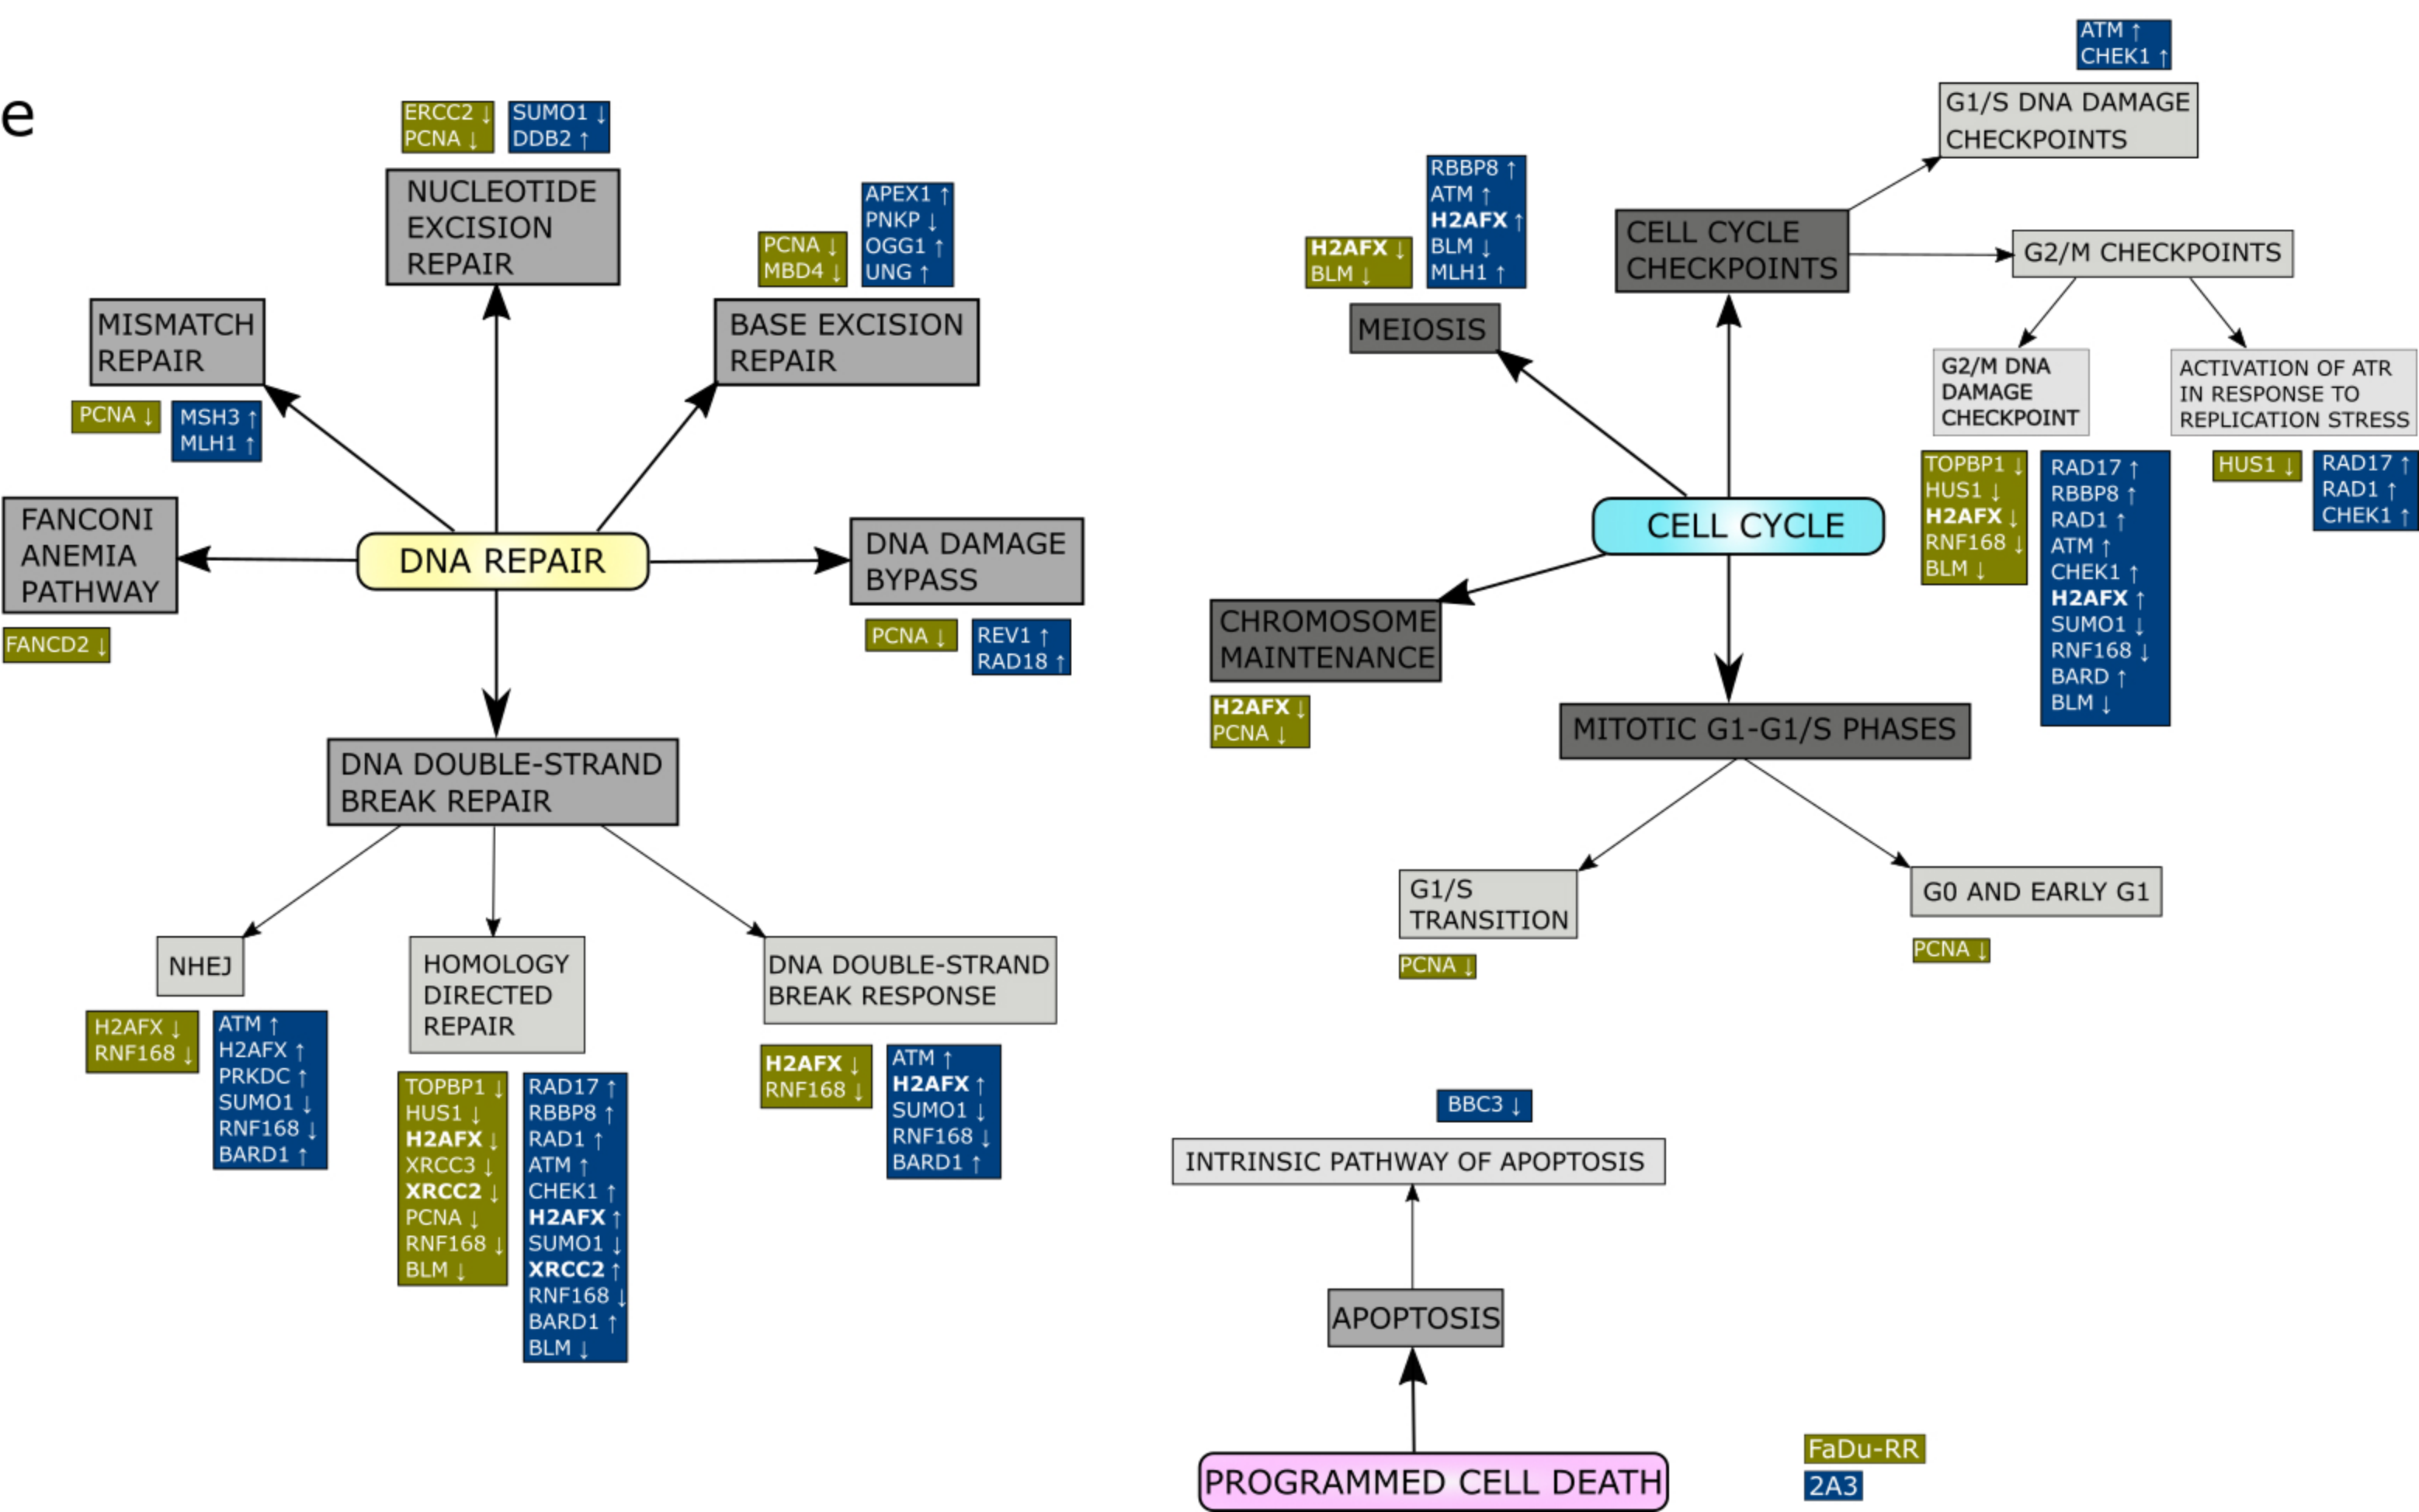 e
ERCC2 ↓
PCNA ↓
SUMO1 ↓
DDB2 ↑
NUCLEOTIDE
EXCISION
REPAIR
APEX1 ↑
PNKP ↓
OGG1 ↑
UNG ↑
PCNA ↓
MBD4 ↓
BASE EXCISION
REPAIR
MISMATCH
REPAIR
PCNA ↓
MSH3 ↑
MLH1 ↑
FANCONI
ANEMIA
PATHWAY
FANCD2 ↓
DNA REPAIR
DNA DAMAGE
BYPASS
PCNA ↓
REV1 ↑
RAD18 ↑
DNA DOUBLE-STRAND
BREAK REPAIR
NHEJ
H2AFX ↓
RNF168 ↓
ATM ↑
H2AFX ↑
PRKDC ↑
SUMO1 ↓
RNF168 ↓
BARD1 ↑
HOMOLOGY
DIRECTED
REPAIR
TOPBP1 ↓
HUS1 ↓
H2AFX ↓
XRCC3 ↓
XRCC2 ↓
PCNA ↓
RNF168 ↓
BLM ↓
RAD17 ↑
RBBP8 ↑
RAD1 ↑
ATM ↑
CHEK1 ↑
H2AFX ↑
SUMO1 ↓
XRCC2 ↑
RNF168 ↓
BARD1 ↑
BLM ↓
DNA DOUBLE-STRAND
BREAK RESPONSE
H2AFX ↓
RNF168 ↓
ATM ↑
H2AFX ↑
SUMO1 ↓
RNF168 ↓
BARD1 ↑
ATM ↑
CHEK1 ↑
G1/S DNA DAMAGE
CHECKPOINTS
RBBP8 ↑
ATM ↑
H2AFX ↑
BLM ↓
MLH1 ↑
H2AFX ↓
BLM ↓
MEIOSIS
CELL CYCLE
CHECKPOINTS
G2/M CHECKPOINTS
G2/M DNA
DAMAGE
CHECKPOINT
ACTIVATION OF ATR
IN RESPONSE TO
REPLICATION STRESS
TOPBP1 ↓
HUS1 ↓
H2AFX ↓
RNF168 ↓
BLM ↓
RAD17 ↑
RBBP8 ↑
RAD1 ↑
ATM ↑
CHEK1 ↑
H2AFX ↑
SUMO1 ↓
RNF168 ↓
BARD ↑
BLM ↓
HUS1 ↓
RAD17 ↑
RAD1 ↑
CHEK1 ↑
CELL CYCLE
CHROMOSOME
MAINTENANCE
H2AFX ↓
PCNA ↓
MITOTIC G1-G1/S PHASES
G1/S
TRANSITION
PCNA ↓
G0 AND EARLY G1
PCNA ↓
BBC3 ↓
INTRINSIC PATHWAY OF APOPTOSIS
APOPTOSIS
PROGRAMMED CELL DEATH
FaDu-RR
2A3